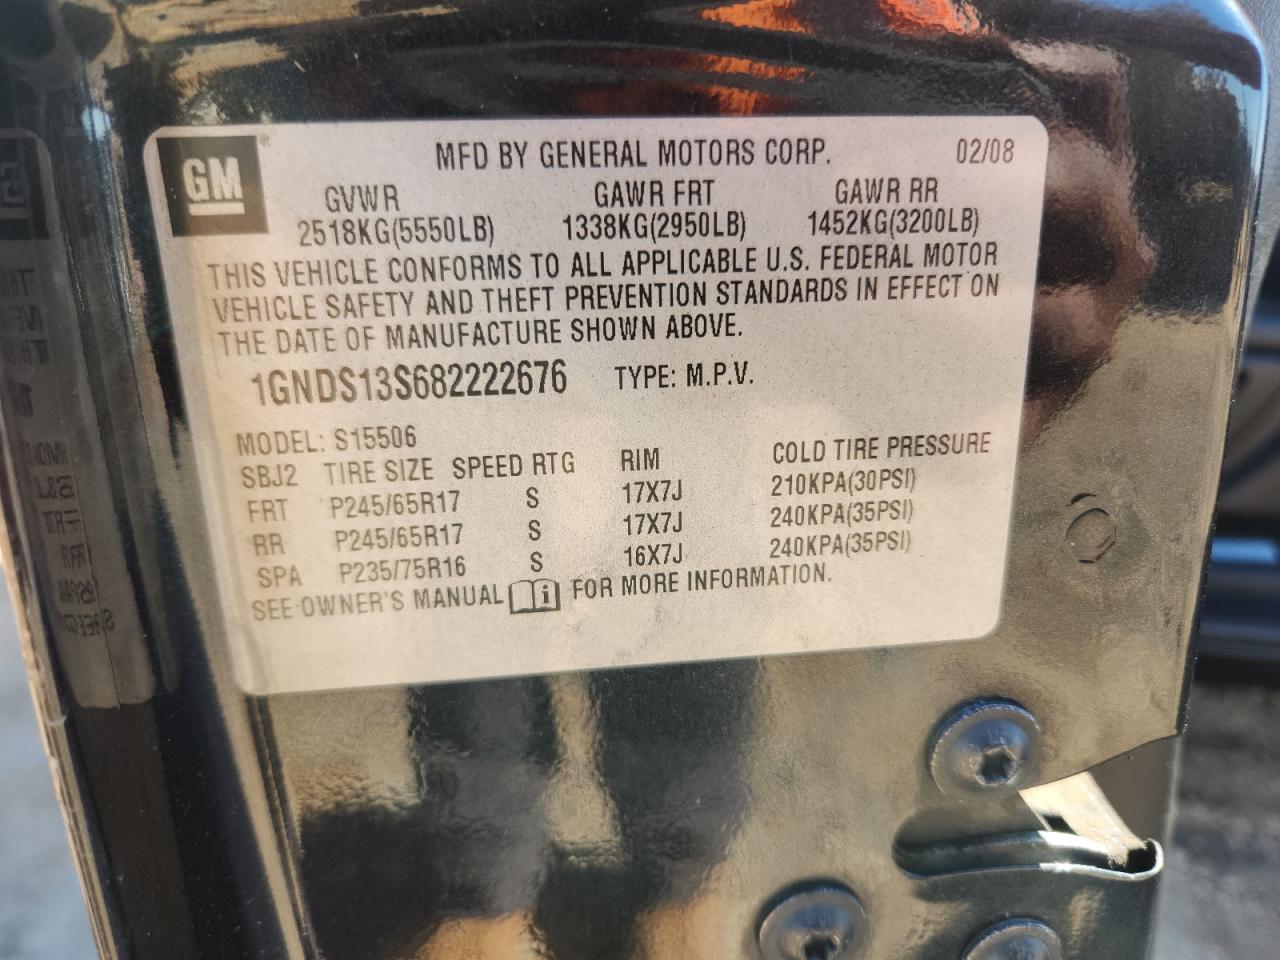 GM ®
MFD BY GENERAL MOTORS CORP. 02/08
GVWR GAWR FRT GAWR RR
2518KG(5550LB) 1338KG(2950LB) 1452KG(3200LB)
THIS VEHICLE CONFORMS TO ALL APPLICABLE U.S. FEDERAL MOTOR
VEHICLE SAFETY AND THEFT PREVENTION STANDARDS IN EFFECT ON
THE DATE OF MANUFACTURE SHOWN ABOVE.
1GNDS13S682222676 TYPE: M.P.V.
MODEL: S15506
SBJ2 TIRE SIZE SPEED RTG RIM COLD TIRE PRESSURE
FRT P245/65R17 S 17X7J 210KPA(30PSI)
RR P245/65R17 S 17X7J 240KPA(35PSI)
SPA P235/75R16 S 16X7J 240KPA(35PSI)
SEE OWNER'S MANUAL i FOR MORE INFORMATION.